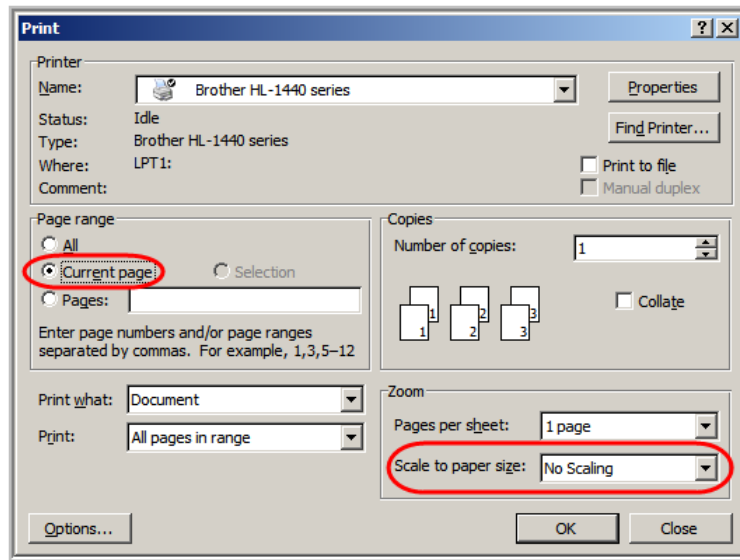 Print
Printer
Name: Brother HL-1440 series
Properties
Status: Idle
Find Printer...
Type: Brother HL-1440 series
Where: LPT1:
Print to file
Comment:
Manual duplex
Page range
All
Current page
Selection
Pages:
Enter page numbers and/or page ranges
separated by commas. For example, 1,3,5–12
Copies
Number of copies: 1
1 1 2 2 3 3
Collate
Print what: Document
Print: All pages in range
Zoom
Pages per sheet: 1 page
Scale to paper size: No Scaling
Options...
OK
Close